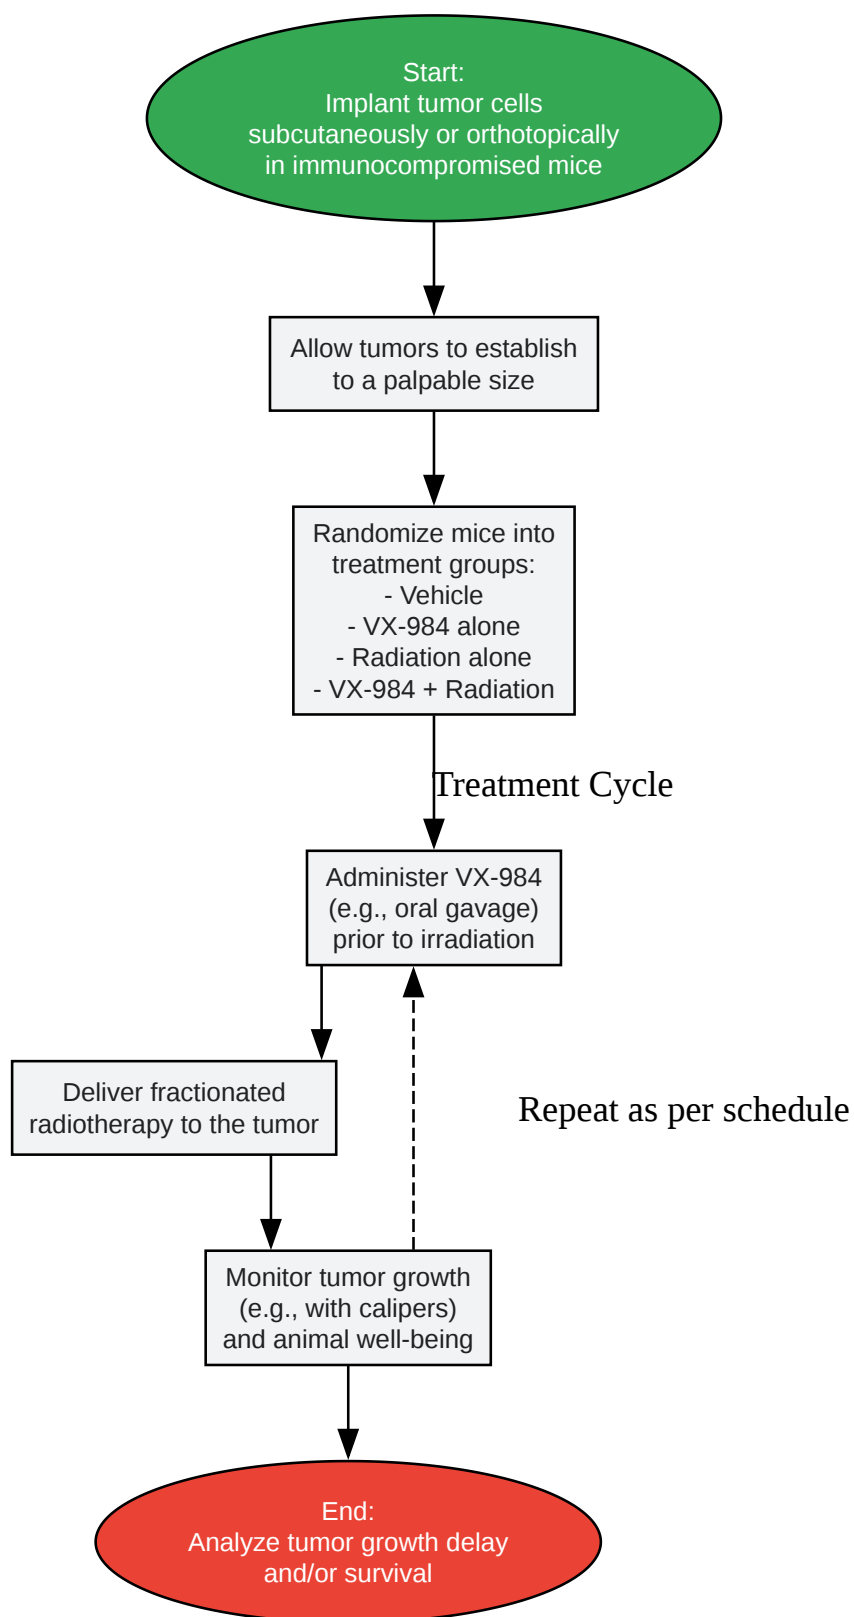 Start:
Implant tumor cells
subcutaneously or orthotopically
in immunocompromised mice
Allow tumors to establish
to a palpable size
Randomize mice into
treatment groups:
- Vehicle
- VX-984 alone
- Radiation alone
- VX-984 + Radiation
Treatment Cycle
Administer VX-984
(e.g., oral gavage)
prior to irradiation
Deliver fractionated
radiotherapy to the tumor
Repeat as per schedule
Monitor tumor growth
(e.g., with calipers)
and animal well-being
End:
Analyze tumor growth delay
and/or survival